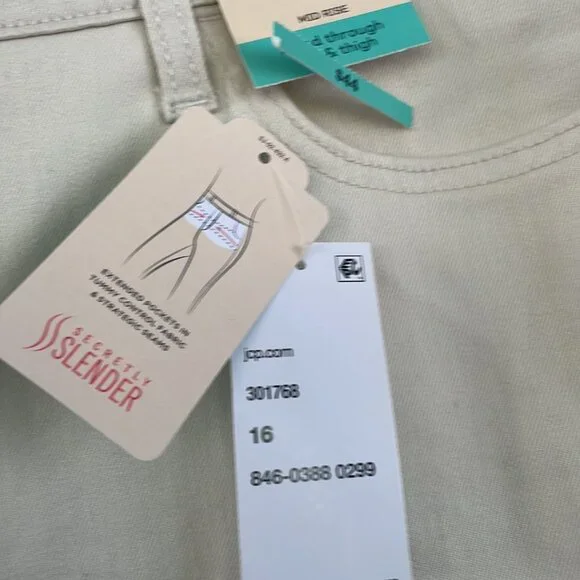 MID RISE
d through
& thigh
$44
EXTENDED POCKETS IN
TUMMY CONTROL FABRIC
& STRATEGIC SEAMS
SECRETLY
SLENDER
jcp.com
301768
16
846-0388 0299